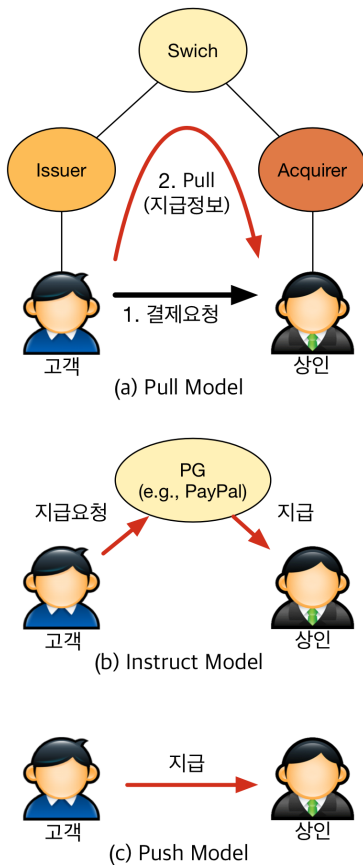 Swich
Issuer
Acquirer
2. Pull
(지급정보)
1. 결제요청
고객
상인
(a) Pull Model
PG
(e.g., PayPal)
지급요청
지급
고객
상인
(b) Instruct Model
지급
고객
상인
(c) Push Model